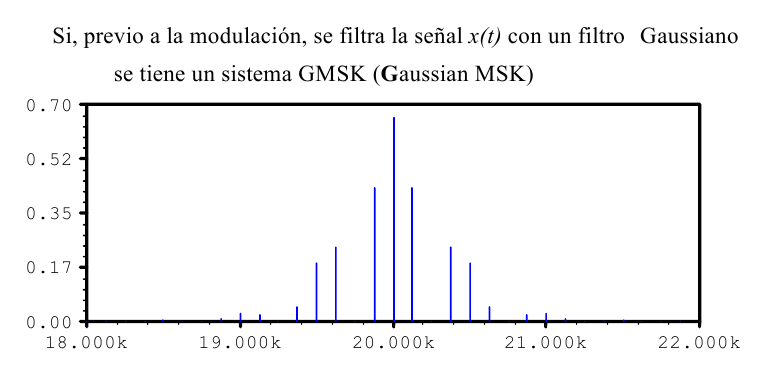 Si, previo a la modulación, se filtra la señal x(t) con un filtro Gaussiano
se tiene un sistema GMSK (Gaussian MSK)
0.70
0.52
0.35
0.17
0.00
18.000k 19.000k 20.000k 21.000k 22.000k